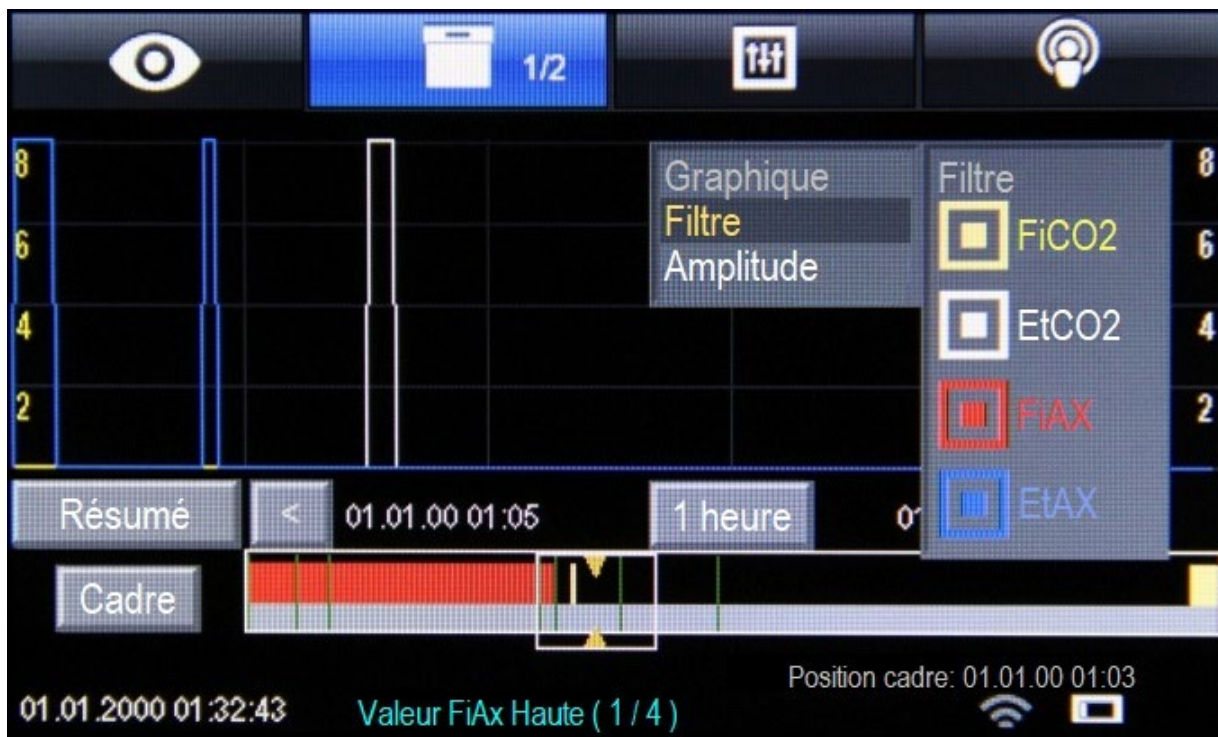 1/2
8
6
4
2
Graphique
Filtre
Amplitude
Filtre
FiCO2
EtCO2
FiAX
EtAX
8
6
4
2
Résumé
<
01.01.00 01:05
1 heure
Cadre
Position cadre: 01.01.00 01:03
01.01.2000 01:32:43
Valeur FiAx Haute ( 1 / 4 )